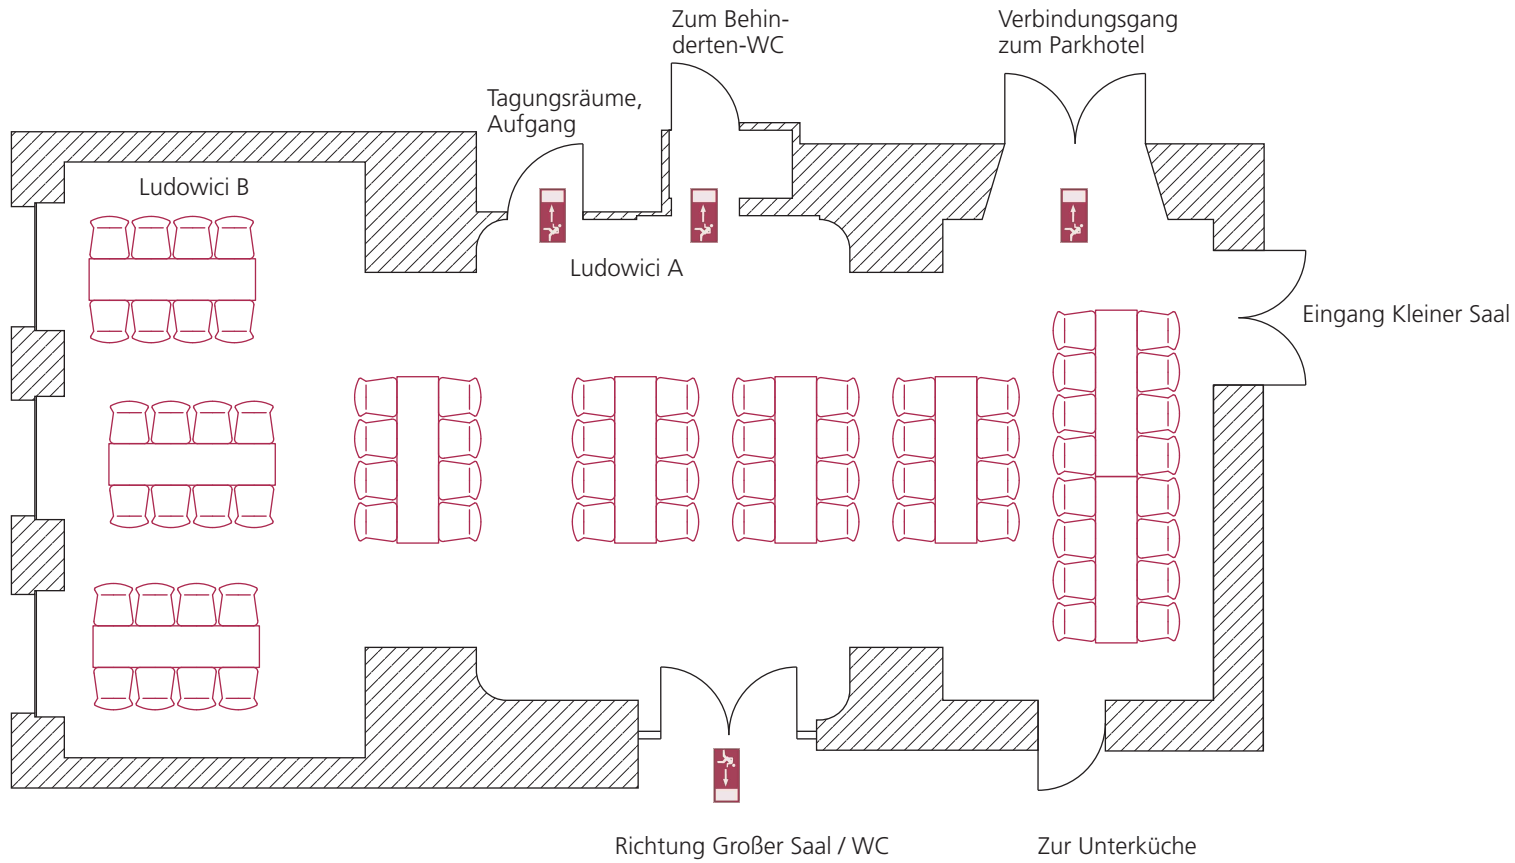 Zum Behin-
derten-WC
Verbindungsgang
zum Parkhotel
Tagungsräume,
Aufgang
Ludowici B
Ludowici A
Eingang Kleiner Saal
Richtung Großer Saal / WC
Zur Unterküche